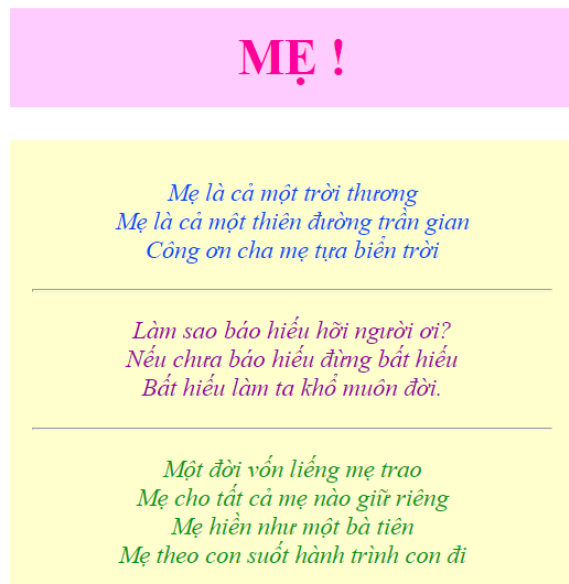 MẸ !
Mẹ là cả một trời thương
Mẹ là cả một thiên đường trần gian
Công ơn cha mẹ tựa biển trời
Làm sao báo hiếu hỡi người ơi?
Nếu chưa báo hiếu đừng bất hiếu
Bất hiếu làm ta khổ muôn đời.
Một đời vốn liếng mẹ trao
Mẹ cho tất cả mẹ nào giữ riêng
Mẹ hiền như một bà tiên
Mẹ theo con suốt hành trình con đi